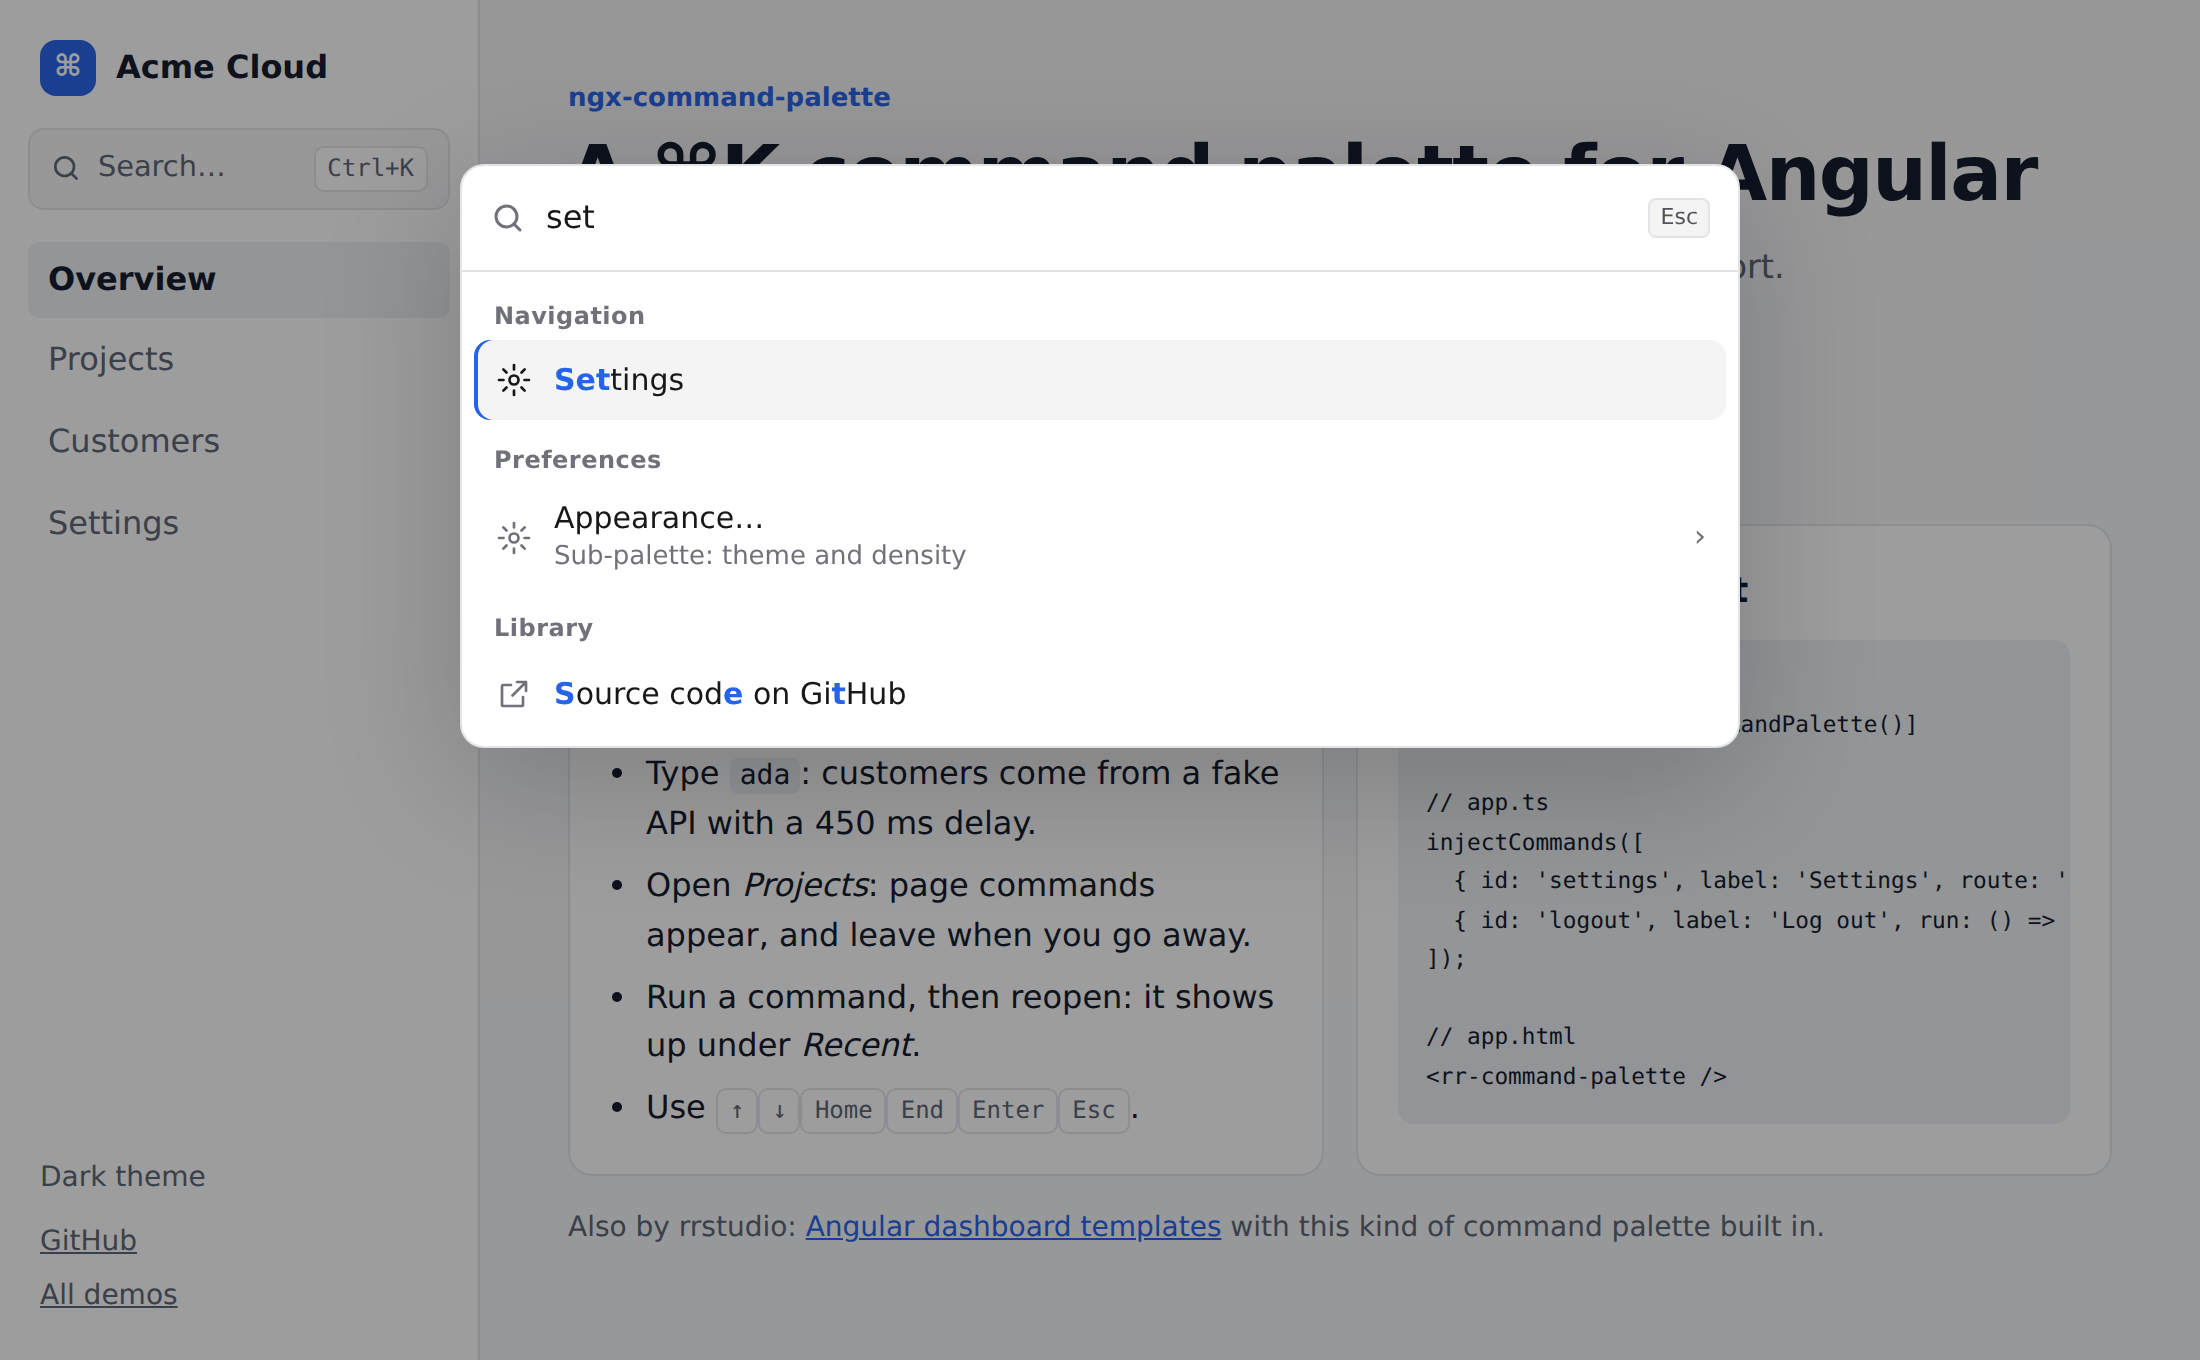 ⌘ Acme Cloud
Search... Ctrl+K
Overview
Projects
Customers
Settings
Dark theme
GitHub
All demos
ngx-command-palette
A ⌘K command palette for Angular
set Esc
Navigation
Settings
Preferences
Appearance...
Sub-palette: theme and density
›
Library
Source code on GitHub
Type ada: customers come from a fake
API with a 450 ms delay.
Open Projects: page commands
appear, and leave when you go away.
Run a command, then reopen: it shows
up under Recent.
Use ↑ ↓ Home End Enter Esc.
// app.ts
injectCommands([
{ id: 'settings', label: 'Settings', route: '
{ id: 'logout', label: 'Log out', run: () =>
]);
// app.html
<rr-command-palette />
Also by rrstudio: Angular dashboard templates with this kind of command palette built in.